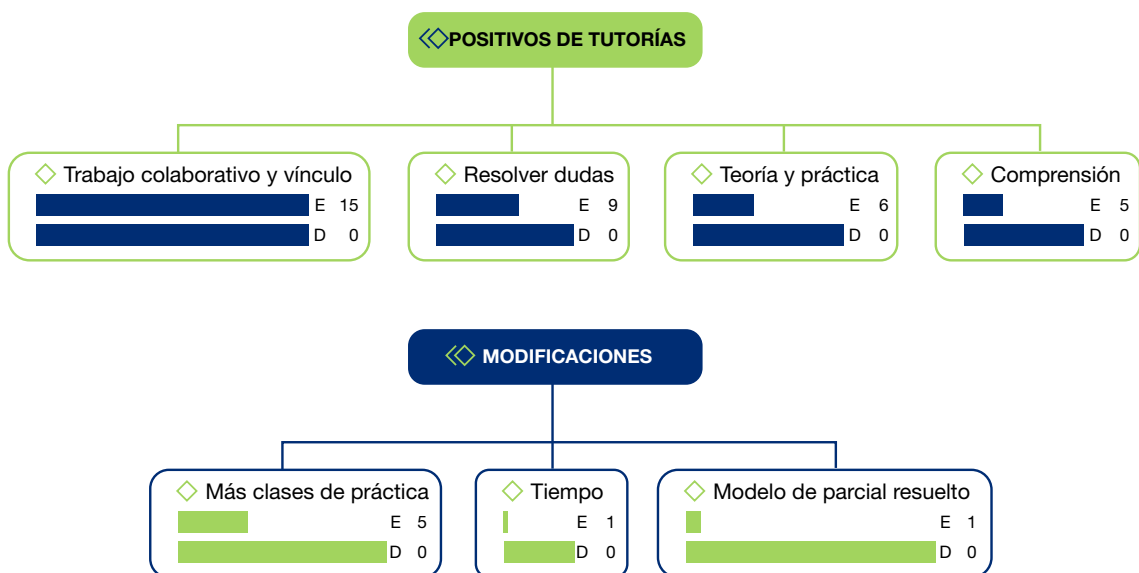 POSITIVOS DE TUTORÍAS
Trabajo colaborativo y vínculo
E 15
D 0
Resolver dudas
E 9
D 0
Teoría y práctica
E 6
D 0
Comprensión
E 5
D 0
MODIFICACIONES
Más clases de práctica
E 5
D 0
Tiempo
E 1
D 0
Modelo de parcial resuelto
E 1
D 0